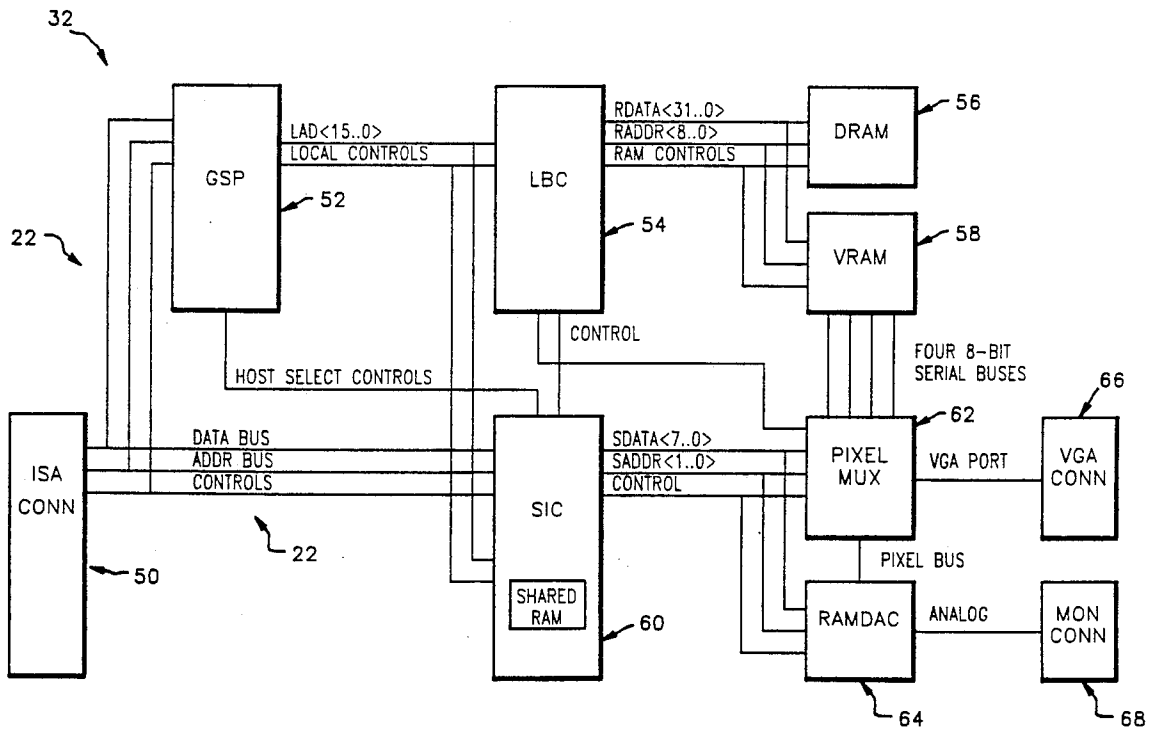 32
GSP
52
LAD<15..0>
LOCAL CONTROLS
LBC
54
RDATA<31..0>
RADDR<8..0>
RAM CONTROLS
DRAM
56
VRAM
58
22
HOST SELECT CONTROLS
CONTROL
FOUR 8-BIT
SERIAL BUSES
ISA
CONN
50
DATA BUS
ADDR BUS
CONTROLS
22
SIC
SHARED
RAM
60
SDATA<7..0>
SADDR<1..0>
CONTROL
PIXEL
MUX
62
VGA PORT
VGA
CONN
66
PIXEL BUS
RAMDAC
64
ANALOG
MON
CONN
68